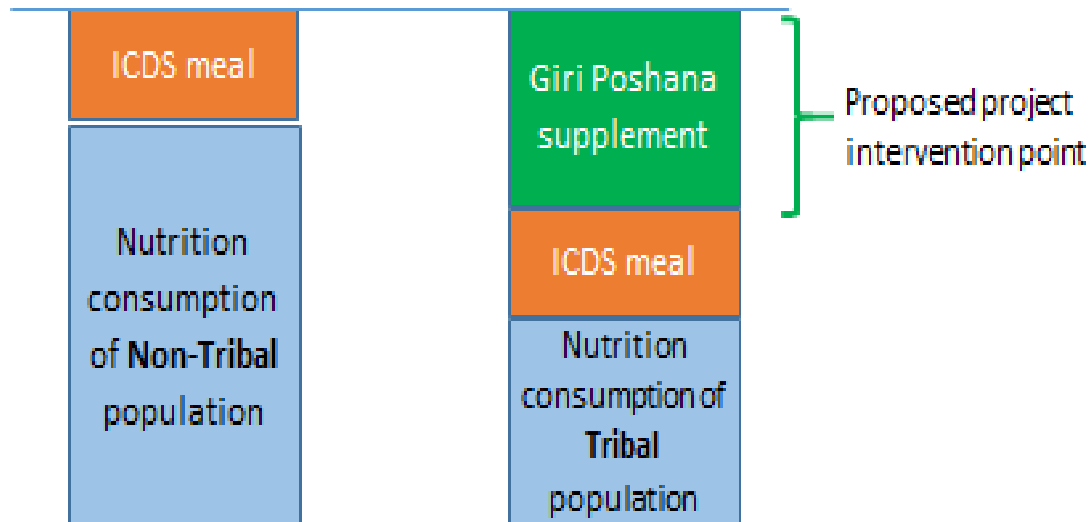 ICDS meal
Nutrition
consumption
of Non-Tribal
population
Giri Poshana
supplement
ICDS meal
Nutrition
consumption of
Tribal
population
Proposed project
intervention point